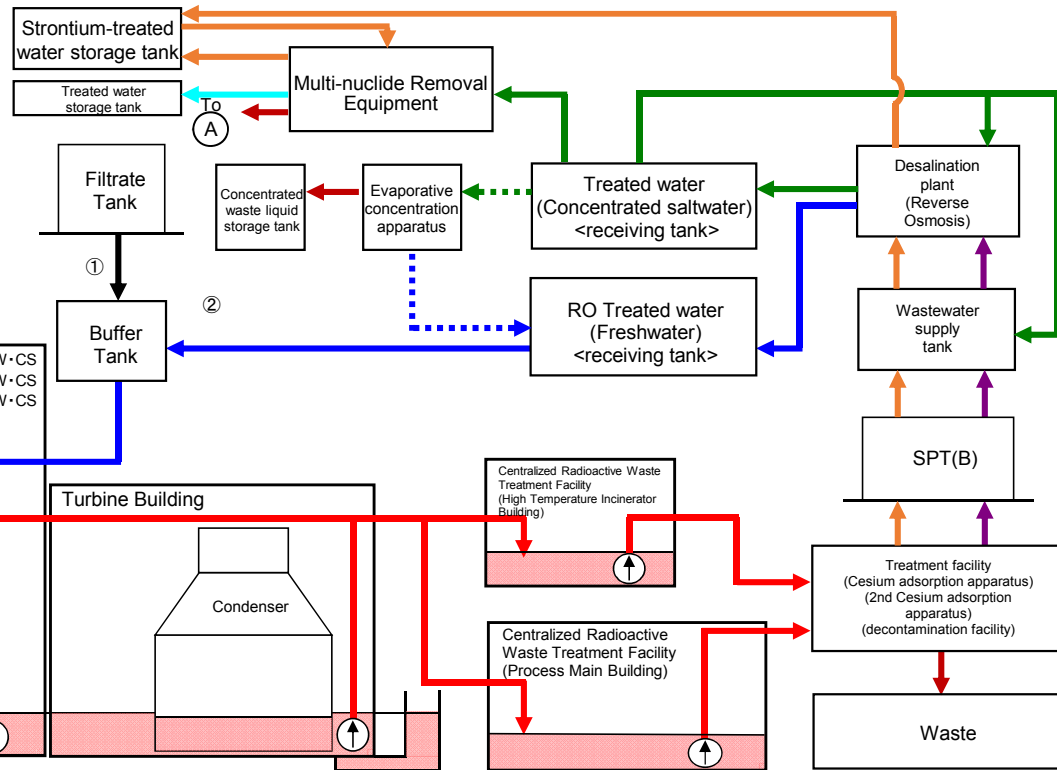 Strontium-treated
water storage tank
Treated water
storage tank
To
A
Multi-nuclide Removal
Equipment
Filtrate
Tank
Concentrated
waste liquid
storage tank
Evaporative
concentration
apparatus
Treated water
(Concentrated saltwater)
<receiving tank>
Desalination
plant
(Reverse
Osmosis)
①
②
Buffer
Tank
RO Treated water
(Freshwater)
<receiving tank>
Wastewater
supply
tank
W・CS
W・CS
W・CS
SPT(B)
Turbine Building
Condenser
Centralized Radioactive Waste
Treatment Facility
(High Temperature Incinerator
Building)
Treatment facility
(Cesium adsorption apparatus)
(2nd Cesium adsorption
apparatus)
(decontamination facility)
Centralized Radioactive
Waste Treatment Facility
(Process Main Building)
Waste